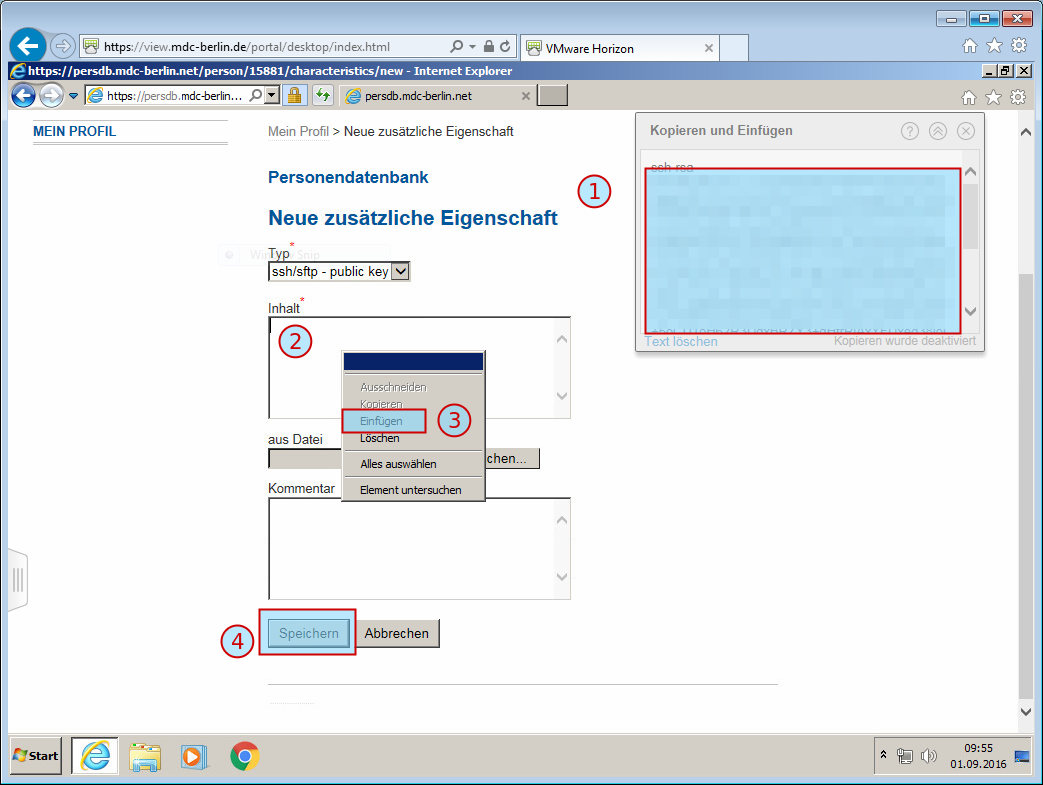 https://view.mdc-berlin.de/portal/desktop/index.html
VMware Horizon
https://persdb.mdc-berlin.net/person/15881/characteristics/new - Internet Explorer
https://persdb.mdc-berlin...
persdb.mdc-berlin.net
MEIN PROFIL
Mein Profil > Neue zusätzliche Eigenschaft
Kopieren und Einfügen
?
ssh-rsa
1
Personendatenbank
Neue zusätzliche Eigenschaft
Typ*
ssh/sftp - public key
Inhalt*
2
Text löschen
Kopieren wurde deaktiviert
Ausschneiden
Kopieren
Einfügen
3
Löschen
aus Datei
chen...
Alles auswählen
Kommentar
Element untersuchen
4
Speichern
Abbrechen
Start
09:55
01.09.2016